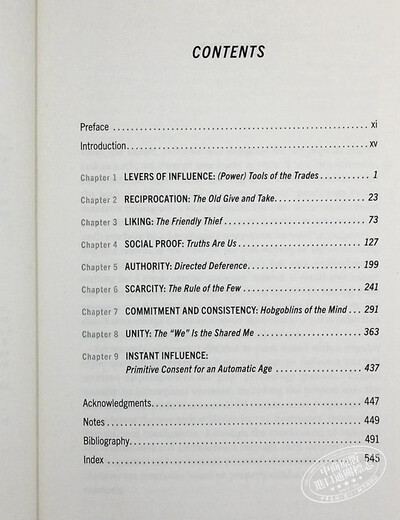 CONTENTS
Preface xi
Introduction xv
Chapter 1 LEVERS OF INFLUENCE: (Power) Tools of the Trades 1
Chapter 2 RECIPROCATION: The Old Give and Take 23
Chapter 3 LIKING: The Friendly Thief 73
Chapter 4 SOCIAL PROOF: Truths Are Us 127
Chapter 5 AUTHORITY: Directed Deference 199
Chapter 6 SCARCITY: The Rule of the Few 241
Chapter 7 COMMITMENT AND CONSISTENCY: Hobgoblins of the Mind 291
Chapter 8 UNITY: The "We" Is the Shared Me 363
Chapter 9 INSTANT INFLUENCE:
Primitive Consent for an Automatic Age 437
Acknowledgments 447
Notes 449
Bibliography 491
Index 545